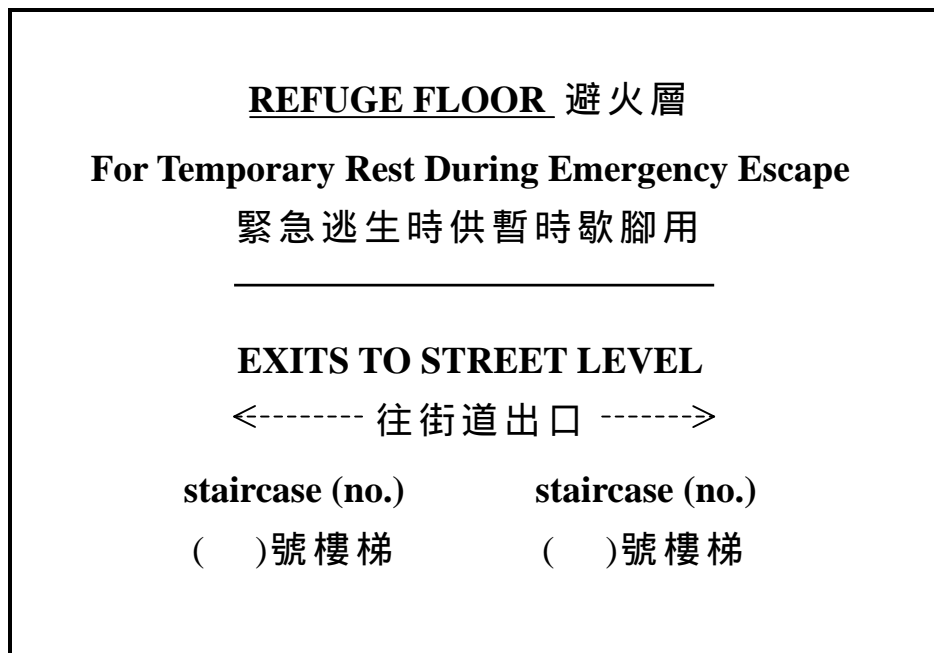 REFUGE FLOOR 避火層
For Temporary Rest During Emergency Escape
緊急逃生時供暫時歇腳用
EXITS TO STREET LEVEL
<-------- 往街道出口 ------->
staircase (no.) staircase (no.)
( )號樓梯 ( )號樓梯